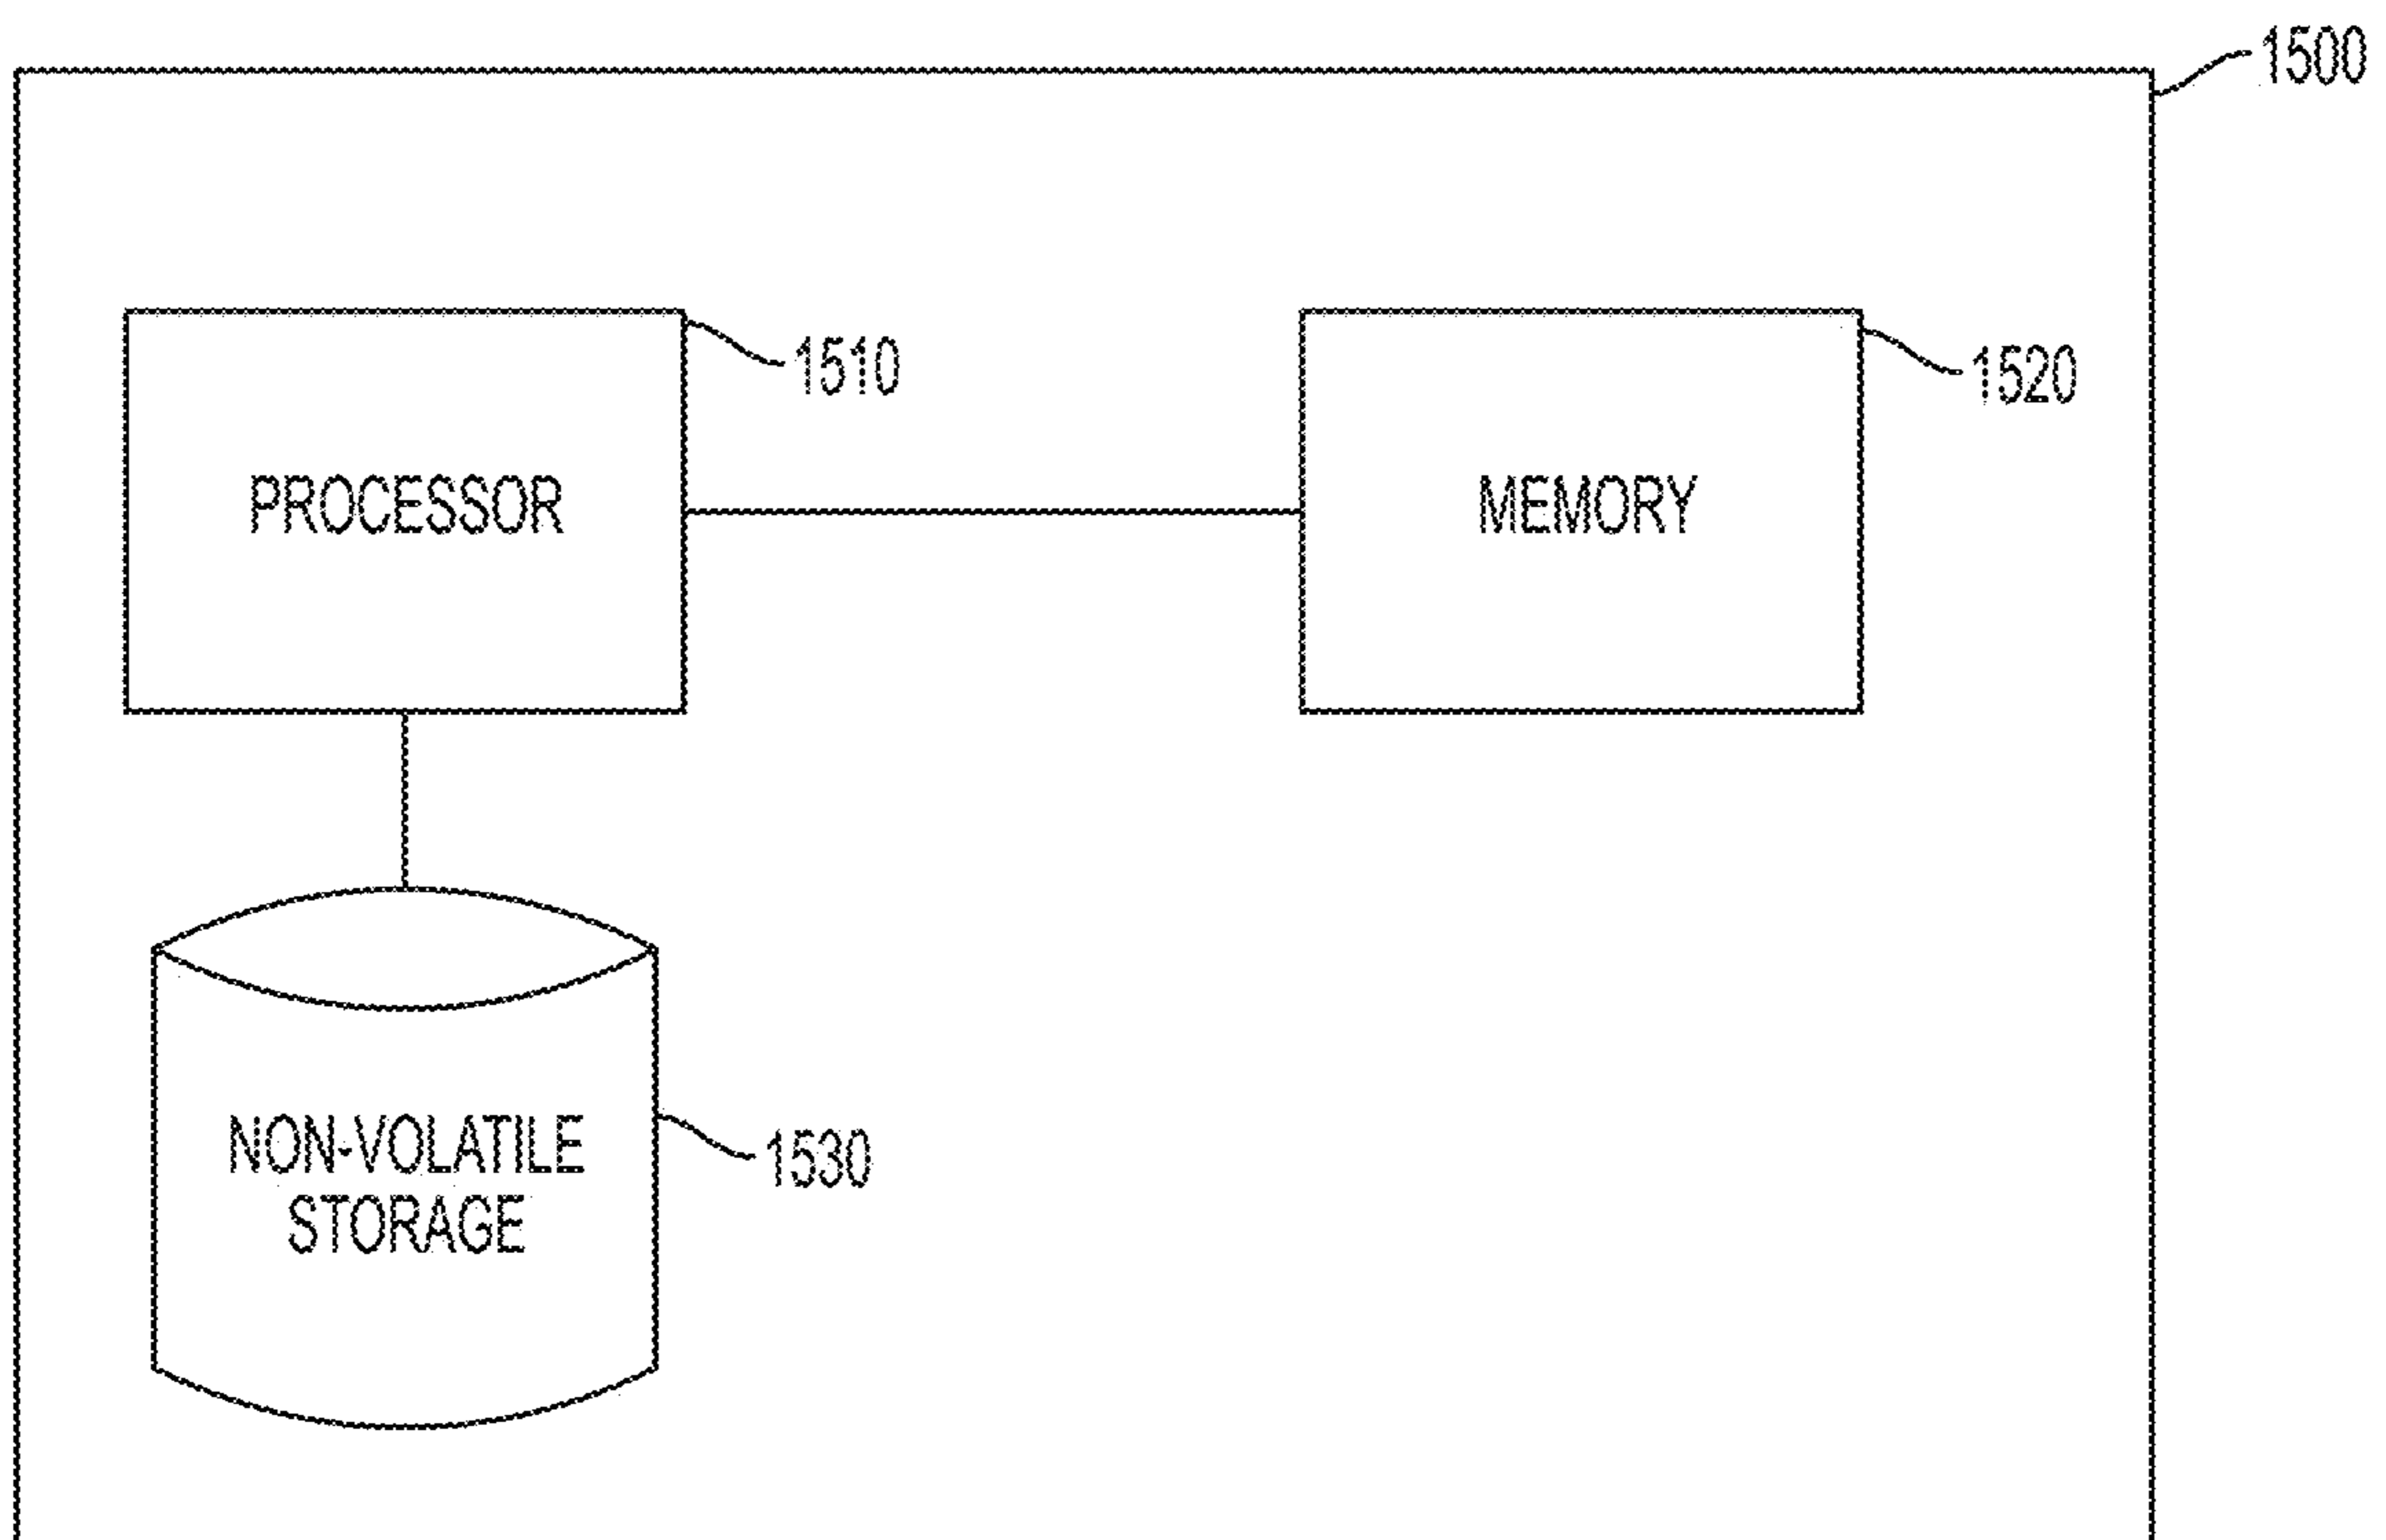 1500
1510
1520
PROCESSOR
MEMORY
NON-VOLATILE
STORAGE
1530